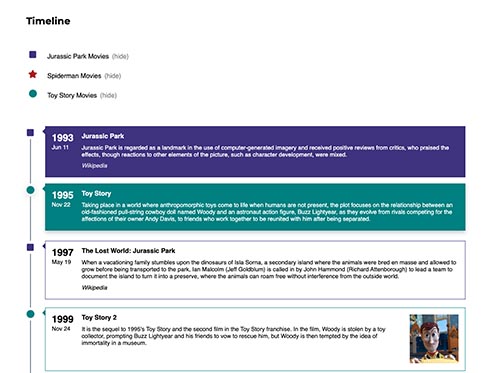 Timeline
Jurassic Park Movies (hide)
Spiderman Movies (hide)
Toy Story Movies (hide)
1993
Jun 11
Jurassic Park
Jurassic Park is regarded as a landmark in the use of computer-generated imagery and received positive reviews from critics, who praised the
effects, though reactions to other elements of the picture, such as character development, were mixed.
Wikipedia
1995
Nov 22
Toy Story
Taking place in a world where anthropomorphic toys come to life when humans are not present, the plot focuses on the relationship between an
old-fashioned pull-string cowboy doll named Woody and an astronaut action figure, Buzz Lightyear, as they evolve from rivals competing for the
affections of their owner Andy Davis, to friends who work together to be reunited with him after being separated.
1997
May 19
The Lost World: Jurassic Park
When a vacationing family stumbles upon the dinosaurs of Isla Sorna, a secondary island where the animals were bred en masse and allowed to
grow before being transported to the park, Ian Malcolm (Jeff Goldblum) is called in by John Hammond (Richard Attenborough) to lead a team to
document the island to turn it into a preserve, where the animals can roam free without interference from the outside world.
Wikipedia
1999
Nov 24
Toy Story 2
It is the sequel to 1995's Toy Story and the second film in the Toy Story franchise. In the film, Woody is stolen by a toy
collector, prompting Buzz Lightyear and his friends to vow to rescue him, but Woody is then tempted by the idea of
immortality in a museum.